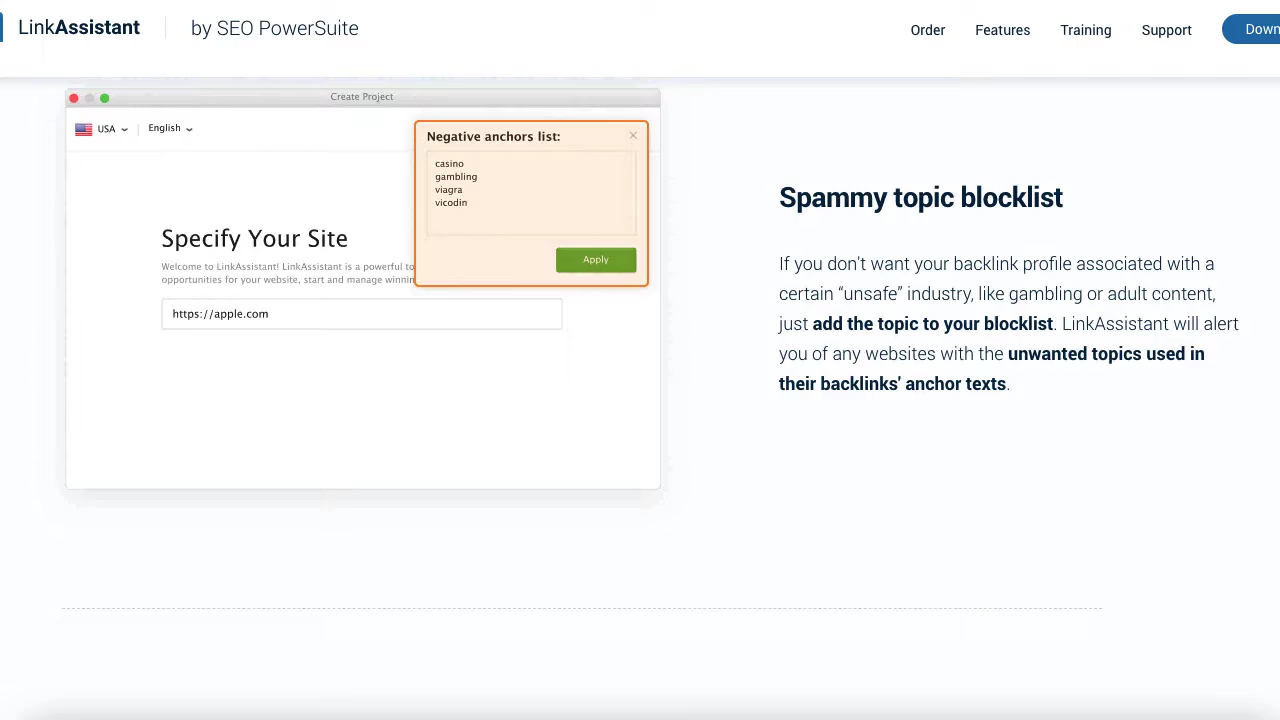 LinkAssistant by SEO PowerSuite
Order Features Training Support Down
Create Project
USA English
Negative anchors list:
casino
gambling
viagra
vicodin
Apply
Specify Your Site
Welcome to LinkAssistant! LinkAssistant is a powerful to
opportunities for your website, start and manage winnin
https://apple.com
Spammy topic blocklist
If you don't want your backlink profile associated with a
certain “unsafe” industry, like gambling or adult content,
just add the topic to your blocklist. LinkAssistant will alert
you of any websites with the unwanted topics used in
their backlinks' anchor texts.